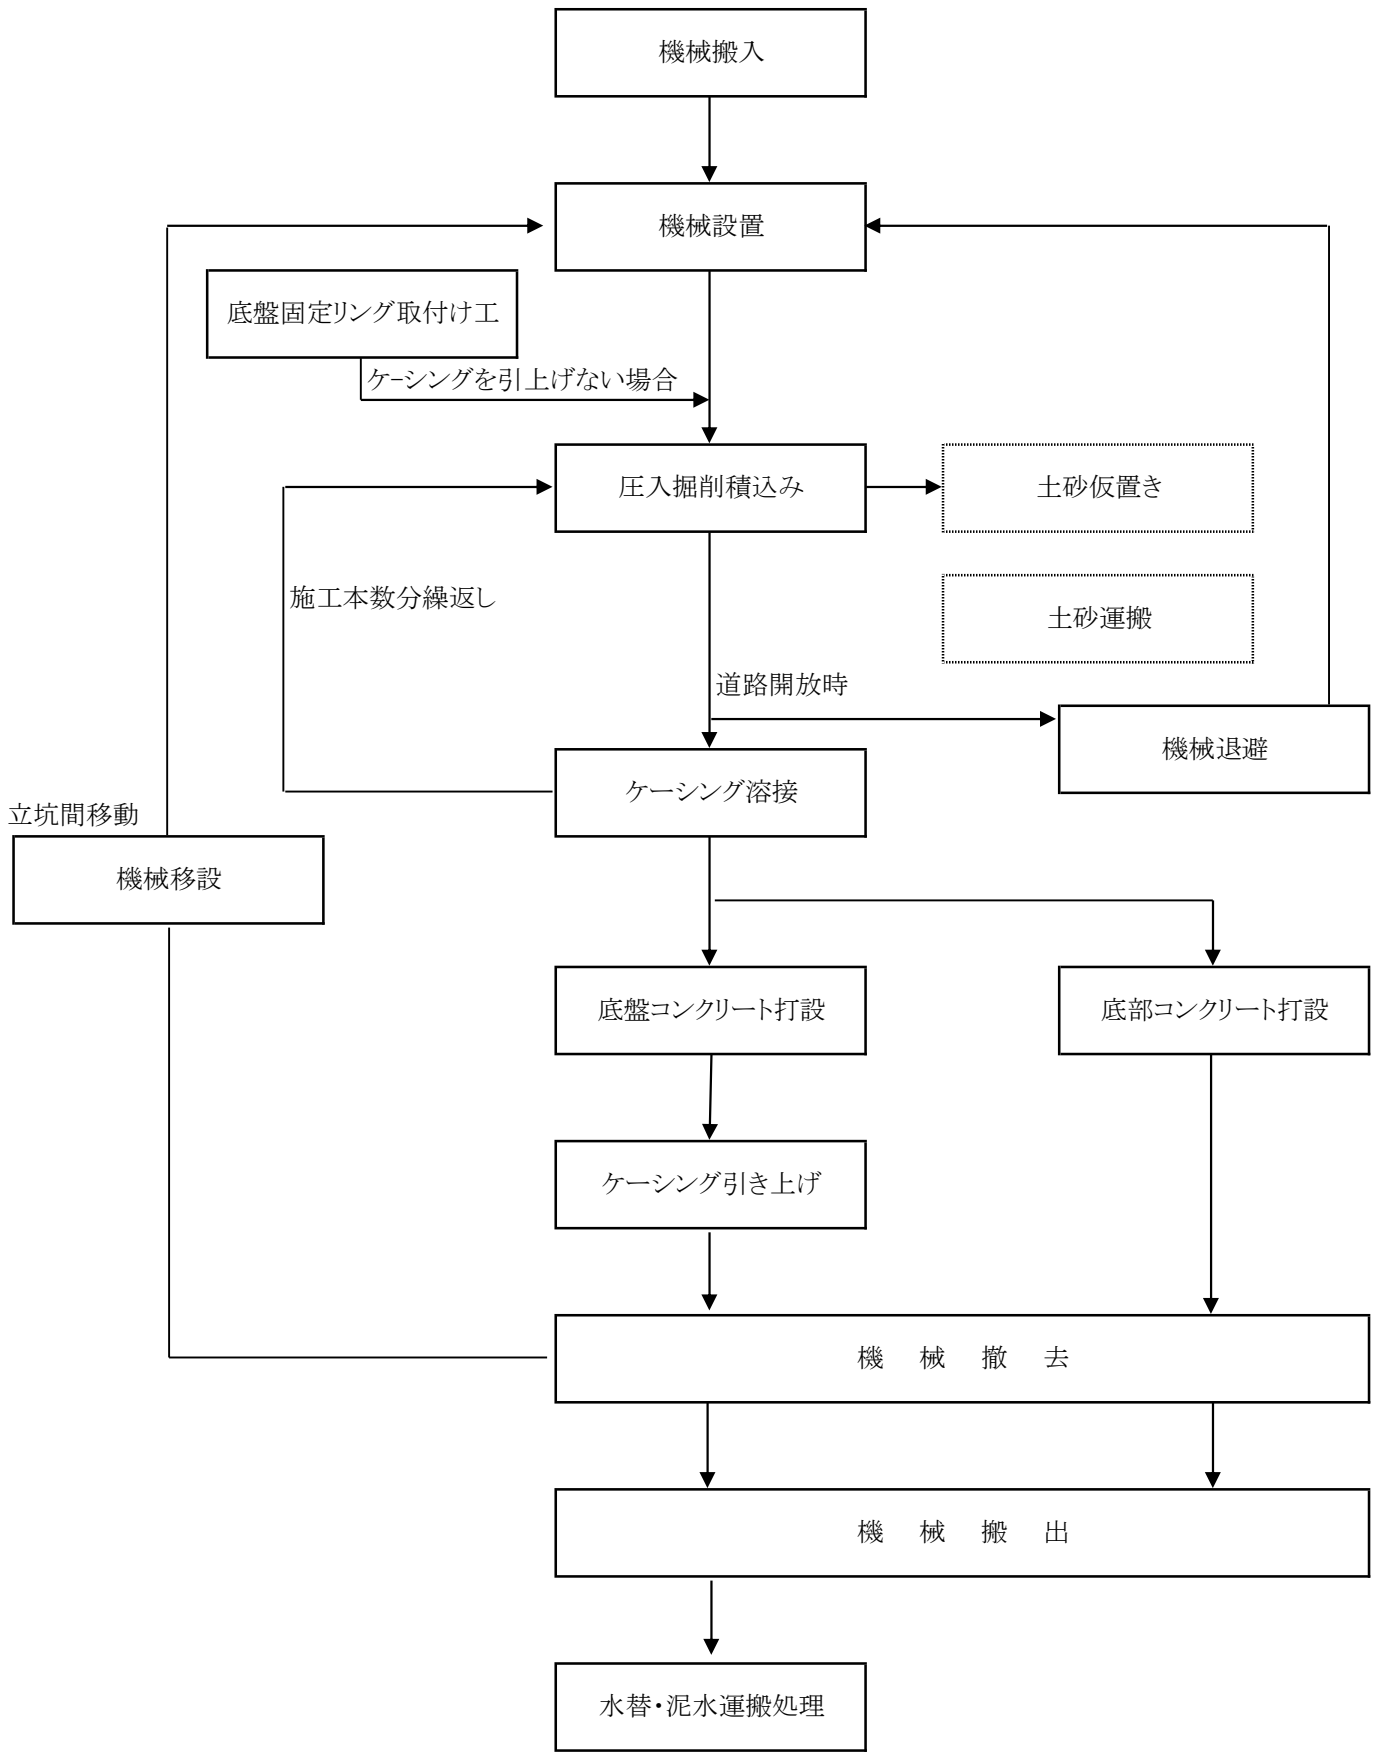 機械搬入
機械設置
底盤固定リング取付け工
ケーシングを引上げない場合
圧入掘削積込み
土砂仮置き
施工本数分繰返し
土砂運搬
道路開放時
機械退避
ケーシング溶接
立坑間移動
機械移設
底盤コンクリート打設
底部コンクリート打設
ケーシング引き上げ
機　械　撤　去
機　械　搬　出
水替・泥水運搬処理